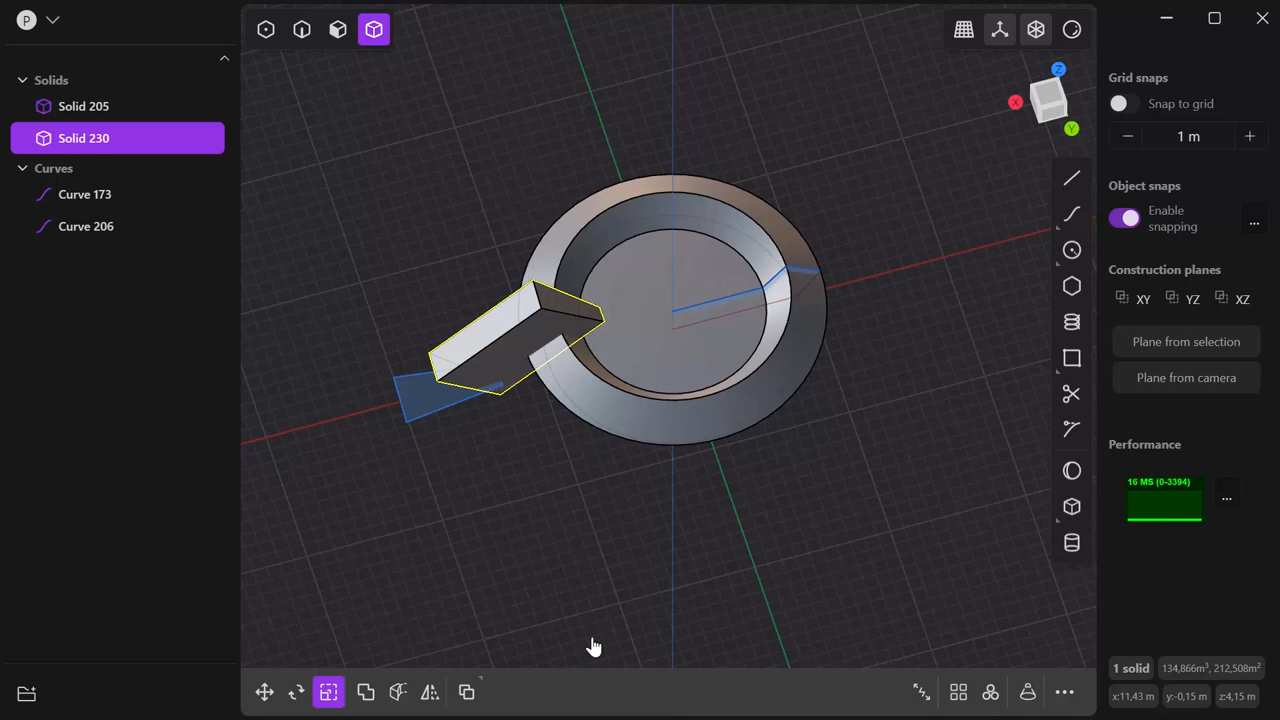 P
Solids
Solid 205
Solid 230
Curves
Curve 173
Curve 206
Z
X
Y
Grid snaps
Snap to grid
1 m
Object snaps
Enable
snapping
...
Construction planes
XY
YZ
XZ
Plane from selection
Plane from camera
Performance
16 MS (0-3394)
...
1 solid
134,866m³, 212,508m²
x:11,43 m
y:-0,15 m
z:4,15 m